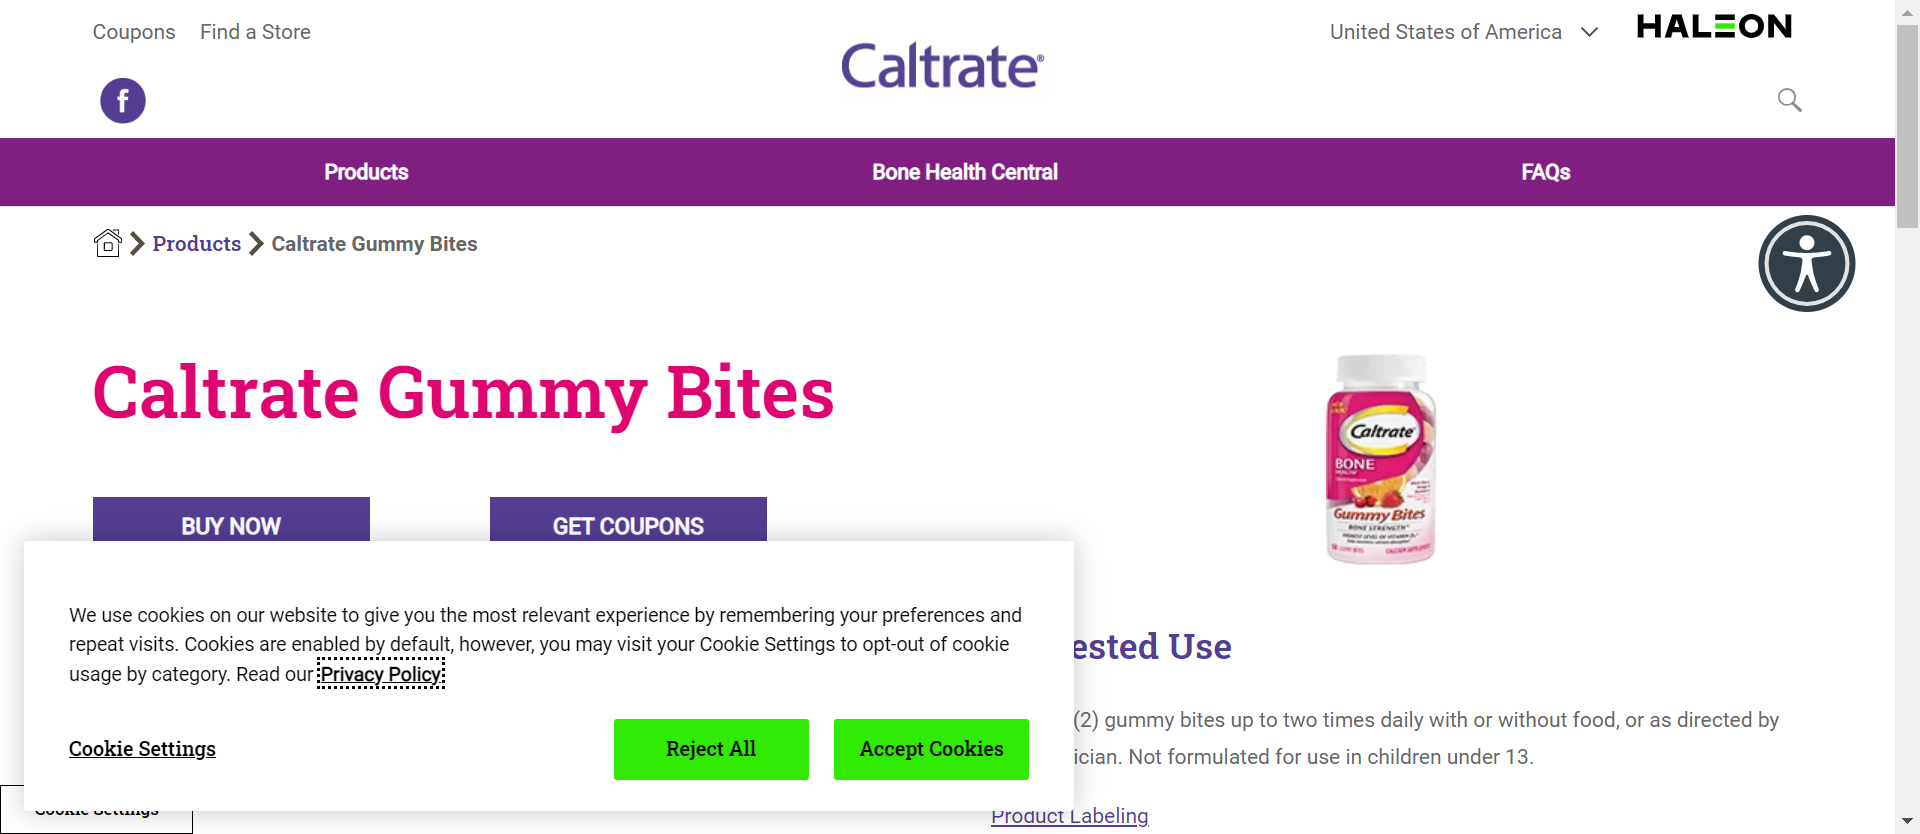 Coupons Find a Store
United States of America
HALEON
Caltrate®
f
Products Bone Health Central FAQs
Products Caltrate Gummy Bites
Caltrate Gummy Bites
Caltrate
BONE
Gummy Bites
BONE STRENGTH
BUY NOW GET COUPONS
We use cookies on our website to give you the most relevant experience by remembering your preferences and
repeat visits. Cookies are enabled by default, however, you may visit your Cookie Settings to opt-out of cookie
usage by category. Read our Privacy Policy
Cookie Settings Reject All Accept Cookies
ested Use
(2) gummy bites up to two times daily with or without food, or as directed by
ician. Not formulated for use in children under 13.
Product Labeling
Cookie Settings